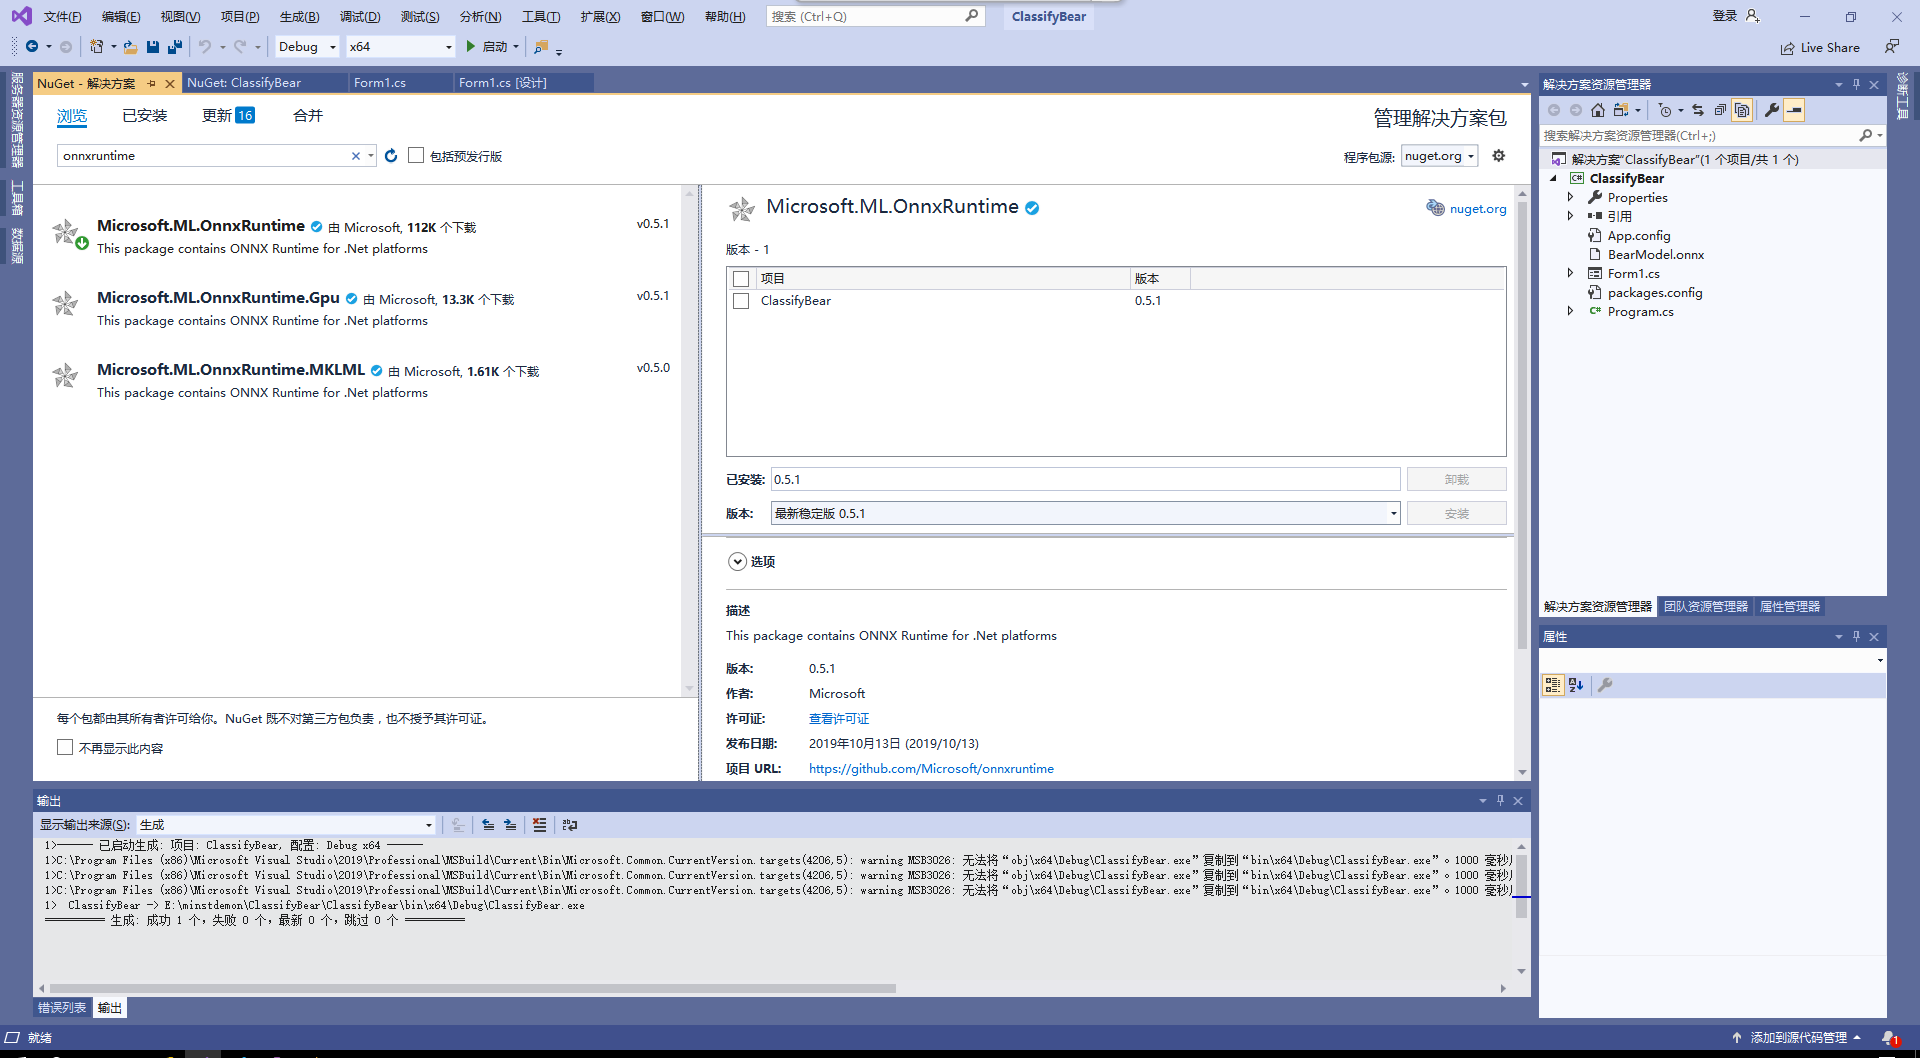 文件(F) 编辑(E) 视图(V) 项目(P) 生成(B) 调试(D) 测试(S) 分析(N) 工具(T) 扩展(X) 窗口(W) 帮助(H) 搜索 (Ctrl+Q) ClassifyBear 登录
Debug x64 启动 Live Share
服务器资源管理器
工具箱
数据源
NuGet - 解决方案 NuGet: ClassifyBear Form1.cs Form1.cs [设计]
浏览 已安装 更新 16 合并 管理解决方案包
onnxruntime 包括预发行版 程序包源: nuget.org
Microsoft.ML.OnnxRuntime 由 Microsoft, 112K 个下载 v0.5.1
This package contains ONNX Runtime for .Net platforms
Microsoft.ML.OnnxRuntime.Gpu 由 Microsoft, 13.3K 个下载 v0.5.1
This package contains ONNX Runtime for .Net platforms
Microsoft.ML.OnnxRuntime.MKLML 由 Microsoft, 1.61K 个下载 v0.5.0
This package contains ONNX Runtime for .Net platforms
每个包都由其所有者许可给你。NuGet 既不对第三方包负责，也不授予其许可证。
不再显示此内容
Microsoft.ML.OnnxRuntime nuget.org
版本 - 1
项目 版本
ClassifyBear 0.5.1
已安装: 0.5.1 卸载
版本: 最新稳定版 0.5.1 安装
选项
描述
This package contains ONNX Runtime for .Net platforms
版本: 0.5.1
作者: Microsoft
许可证: 查看许可证
发布日期: 2019年10月13日 (2019/10/13)
项目 URL: https://github.com/Microsoft/onnxruntime
输出
显示输出来源(S): 生成
1>------ 已启动生成: 项目: ClassifyBear, 配置: Debug x64 ------
1>C:\Program Files (x86)\Microsoft Visual Studio\2019\Professional\MSBuild\Current\Bin\Microsoft.Common.CurrentVersion.targets(4206,5): warning MSB3026: 无法将“obj\x64\Debug\ClassifyBear.exe”复制到“bin\x64\Debug\ClassifyBear.exe”。1000 毫秒
1>C:\Program Files (x86)\Microsoft Visual Studio\2019\Professional\MSBuild\Current\Bin\Microsoft.Common.CurrentVersion.targets(4206,5): warning MSB3026: 无法将“obj\x64\Debug\ClassifyBear.exe”复制到“bin\x64\Debug\ClassifyBear.exe”。1000 毫秒
1>C:\Program Files (x86)\Microsoft Visual Studio\2019\Professional\MSBuild\Current\Bin\Microsoft.Common.CurrentVersion.targets(4206,5): warning MSB3026: 无法将“obj\x64\Debug\ClassifyBear.exe”复制到“bin\x64\Debug\ClassifyBear.exe”。1000 毫秒
1> ClassifyBear -> E:\minstdemon\ClassifyBear\ClassifyBear\bin\x64\Debug\ClassifyBear.exe
========== 生成: 成功 1 个，失败 0 个，最新 0 个，跳过 0 个 ==========
错误列表 输出
解决方案资源管理器
搜索解决方案资源管理器(Ctrl+;)
解决方案“ClassifyBear”(1 个项目/共 1 个)
C# ClassifyBear
Properties
引用
App.config
BearModel.onnx
Form1.cs
packages.config
C# Program.cs
解决方案资源管理器 团队资源管理器 属性管理器
属性
诊断工具
就绪 添加到源代码管理 1